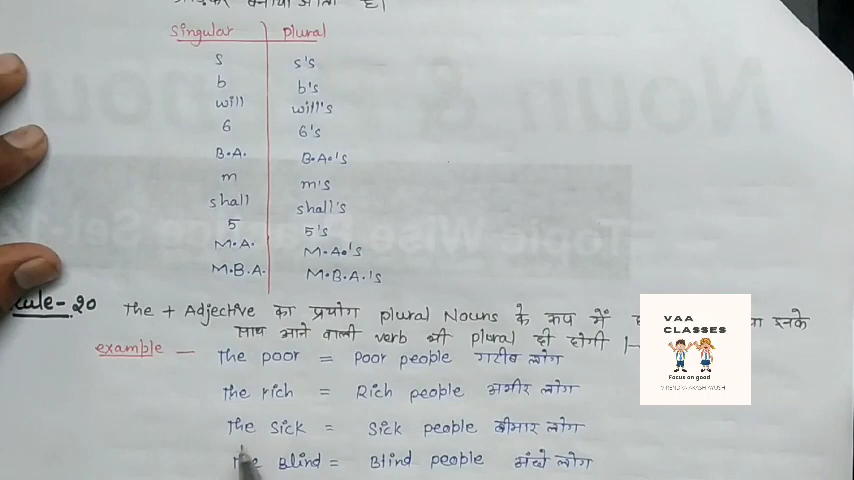 singular plural
s s's
b b's
will will's
6 6's
B.A. B.A.'s
m m's
shall shall's
5 5's
M.A. M.A.'s
M.B.A. M.B.A.'s
Rule-20 The + Adjective का प्रयोग plural Nouns के रूप में इनके
साथ आने वाली verb भी plural ही होगी।—
example — The poor = Poor people गरीब लोग
The rich = Rich people अमीर लोग
The sick = Sick people बीमार लोग
The Blind = Blind people अंधे लोग
VAA
CLASSES
Focus on good